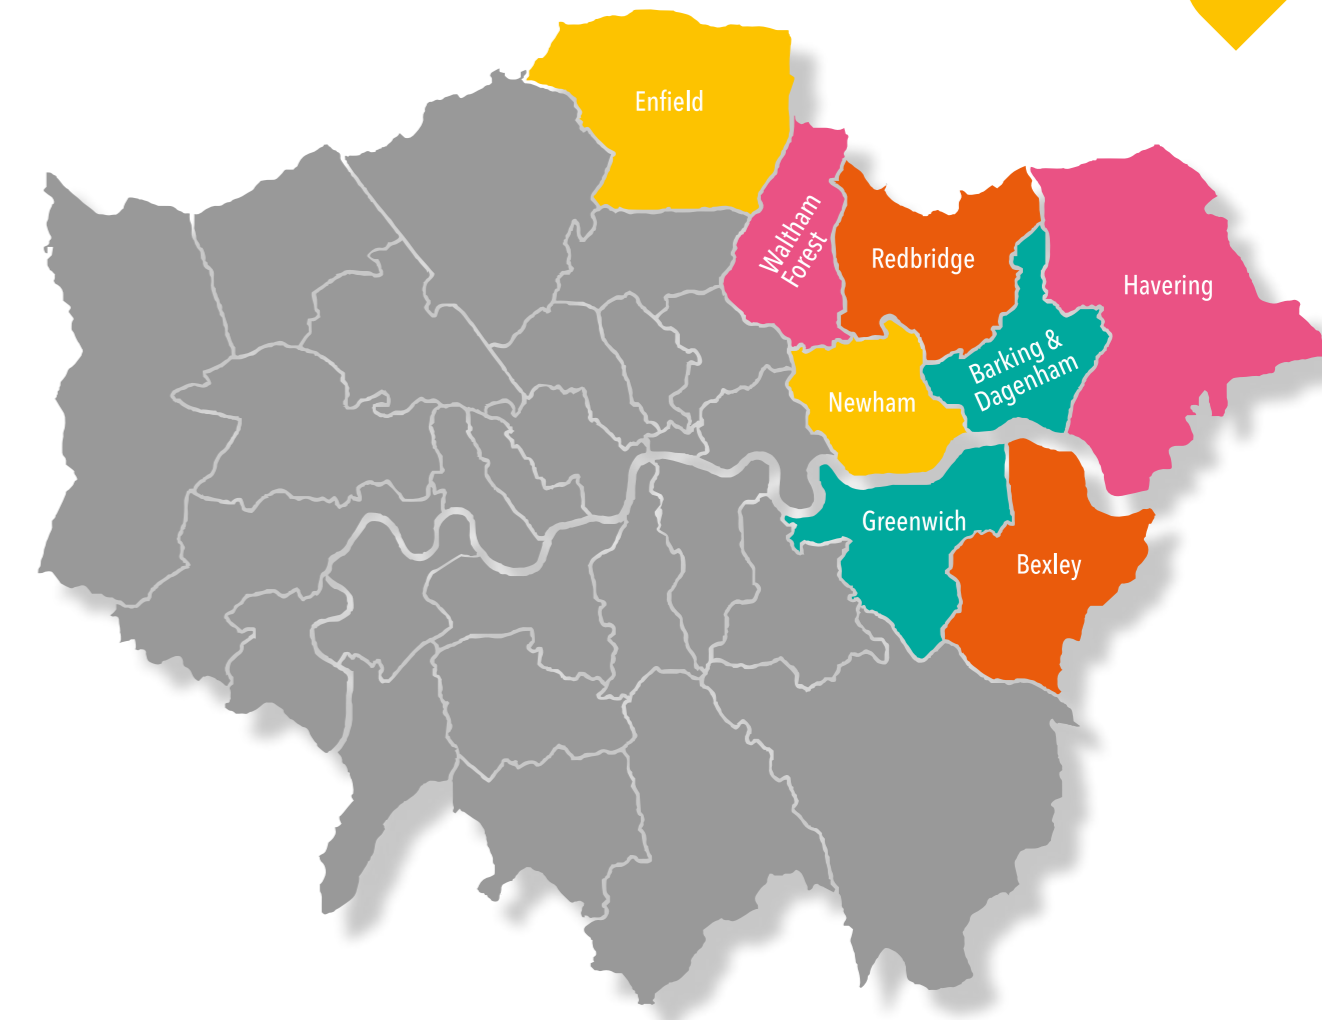 Enfield
Waltham
Forest
Redbridge
Havering
Barking &
Dagenham
Newham
Greenwich
Bexley